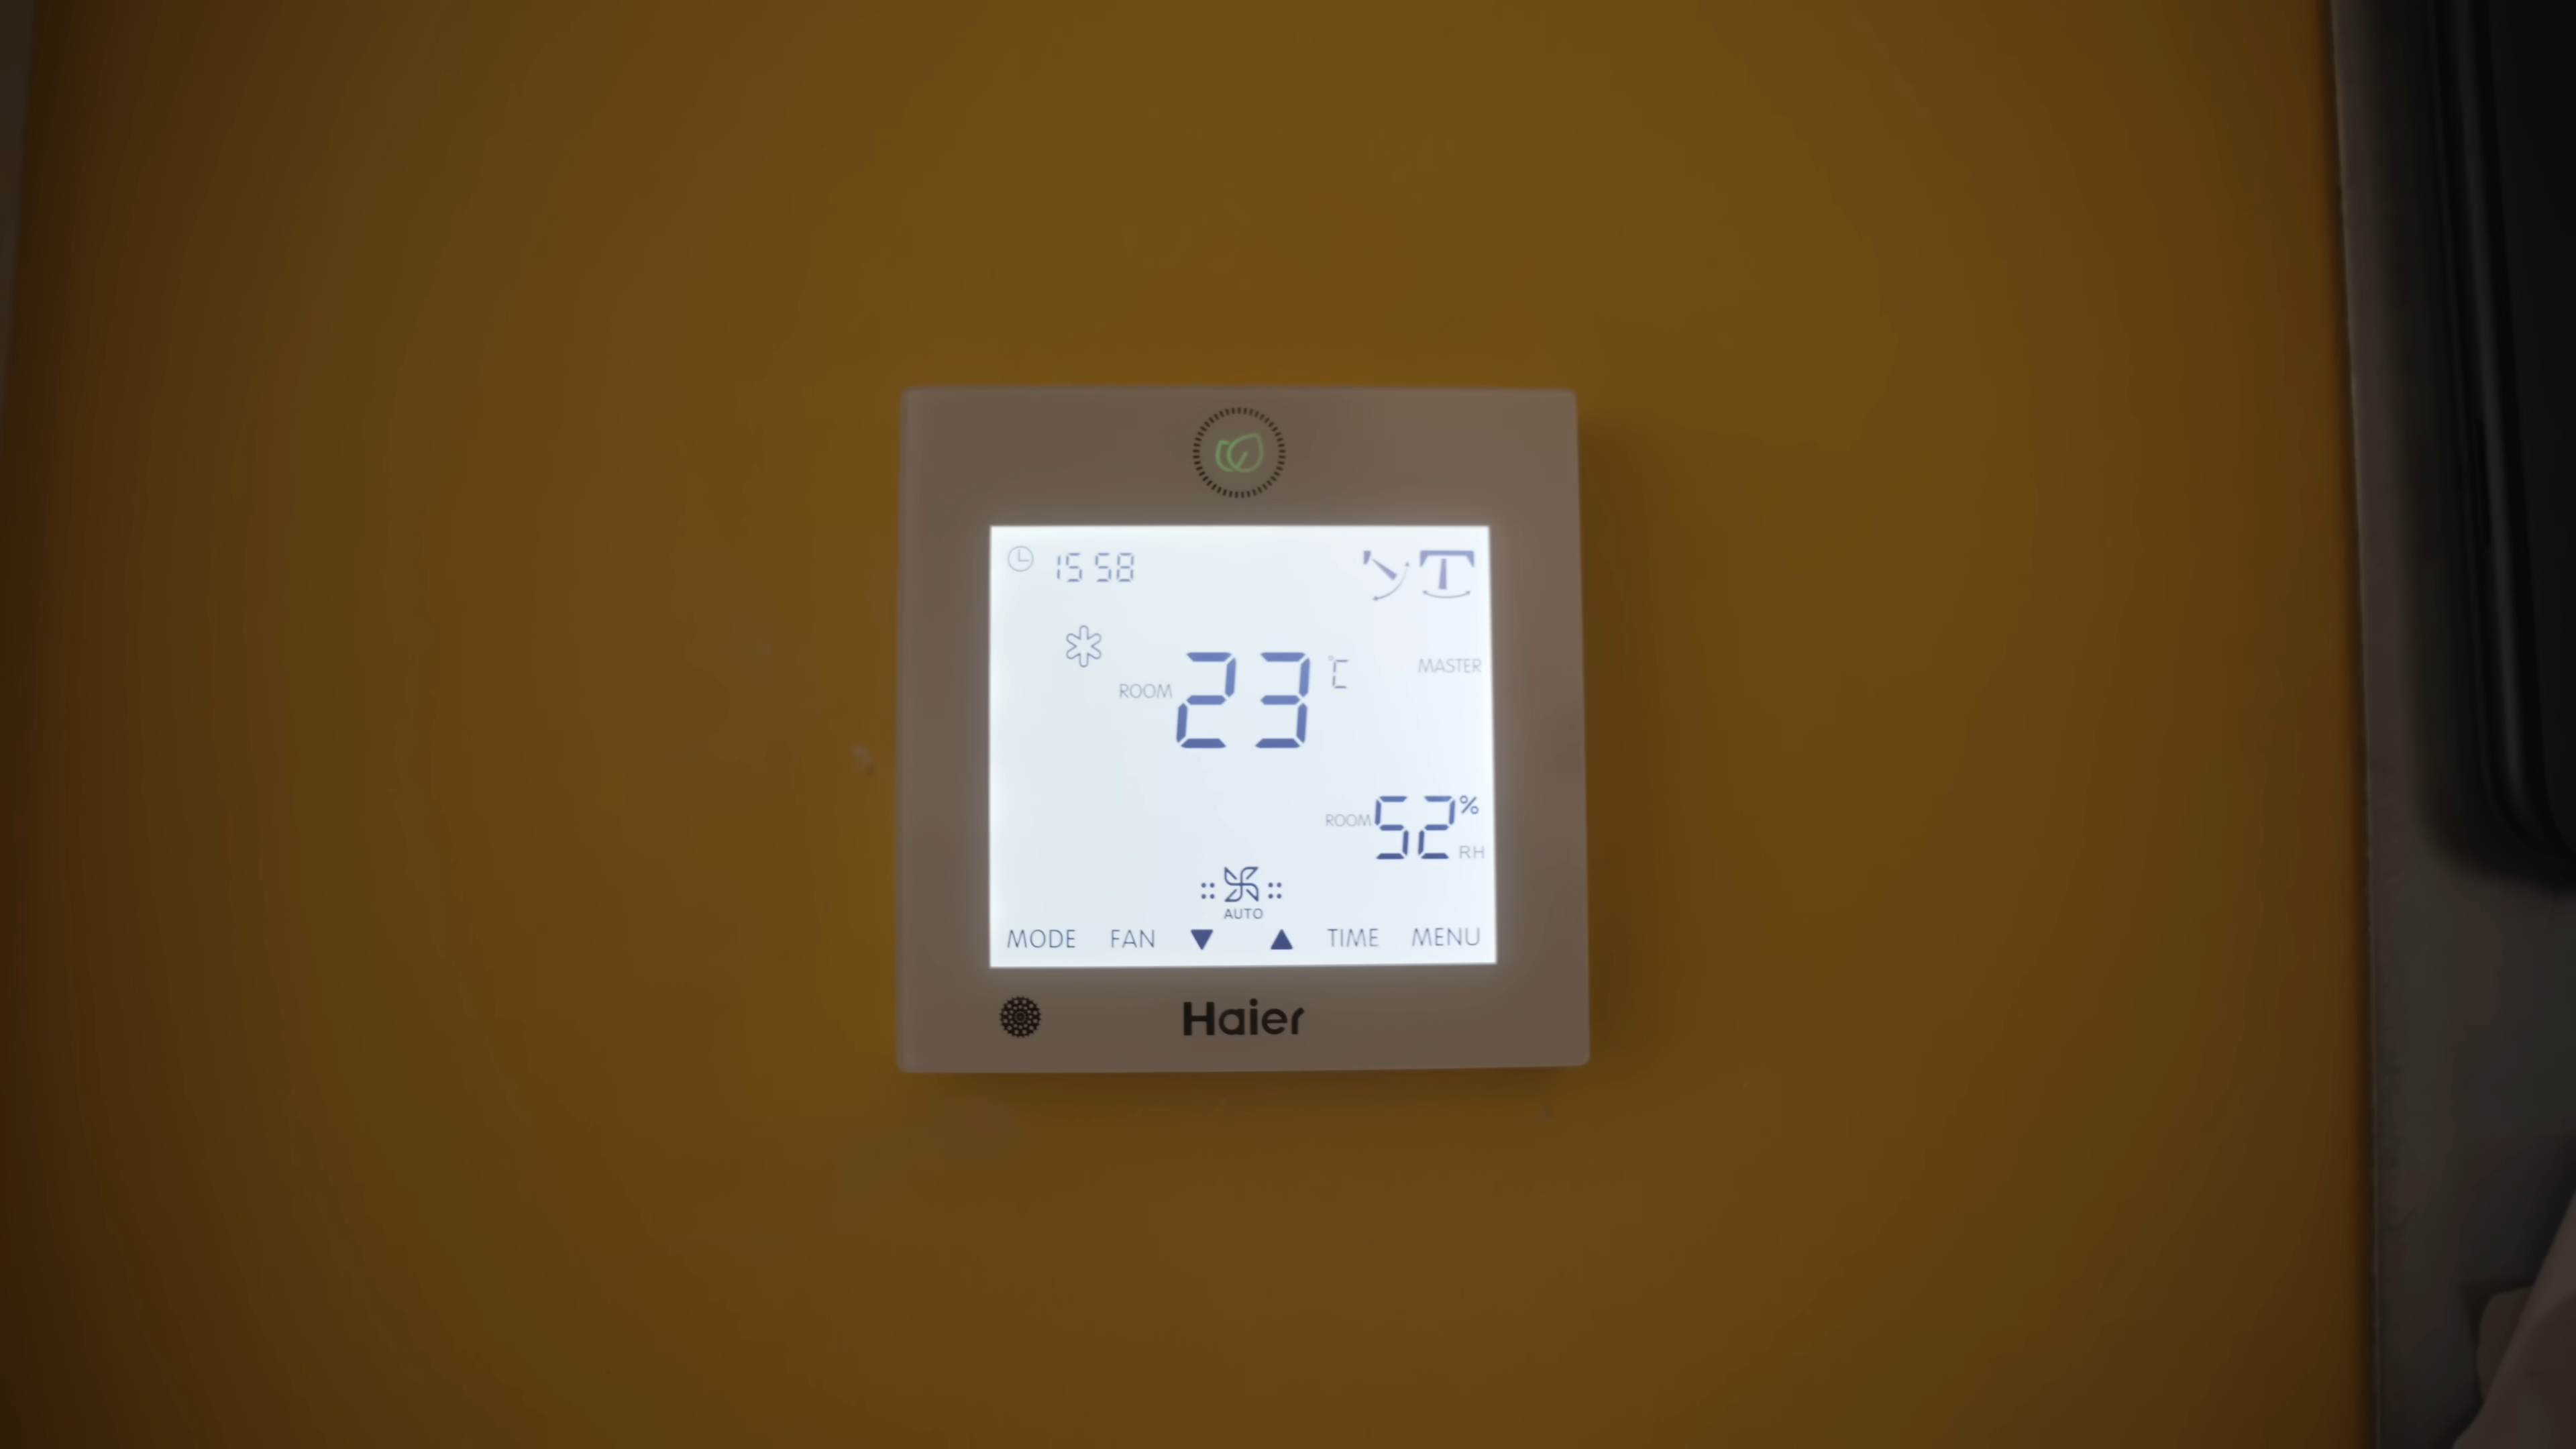 15 58
ROOM 23 °C
MASTER
ROOM 52 % RH
AUTO
MODE FAN ▼ ▲ TIME MENU
Haier